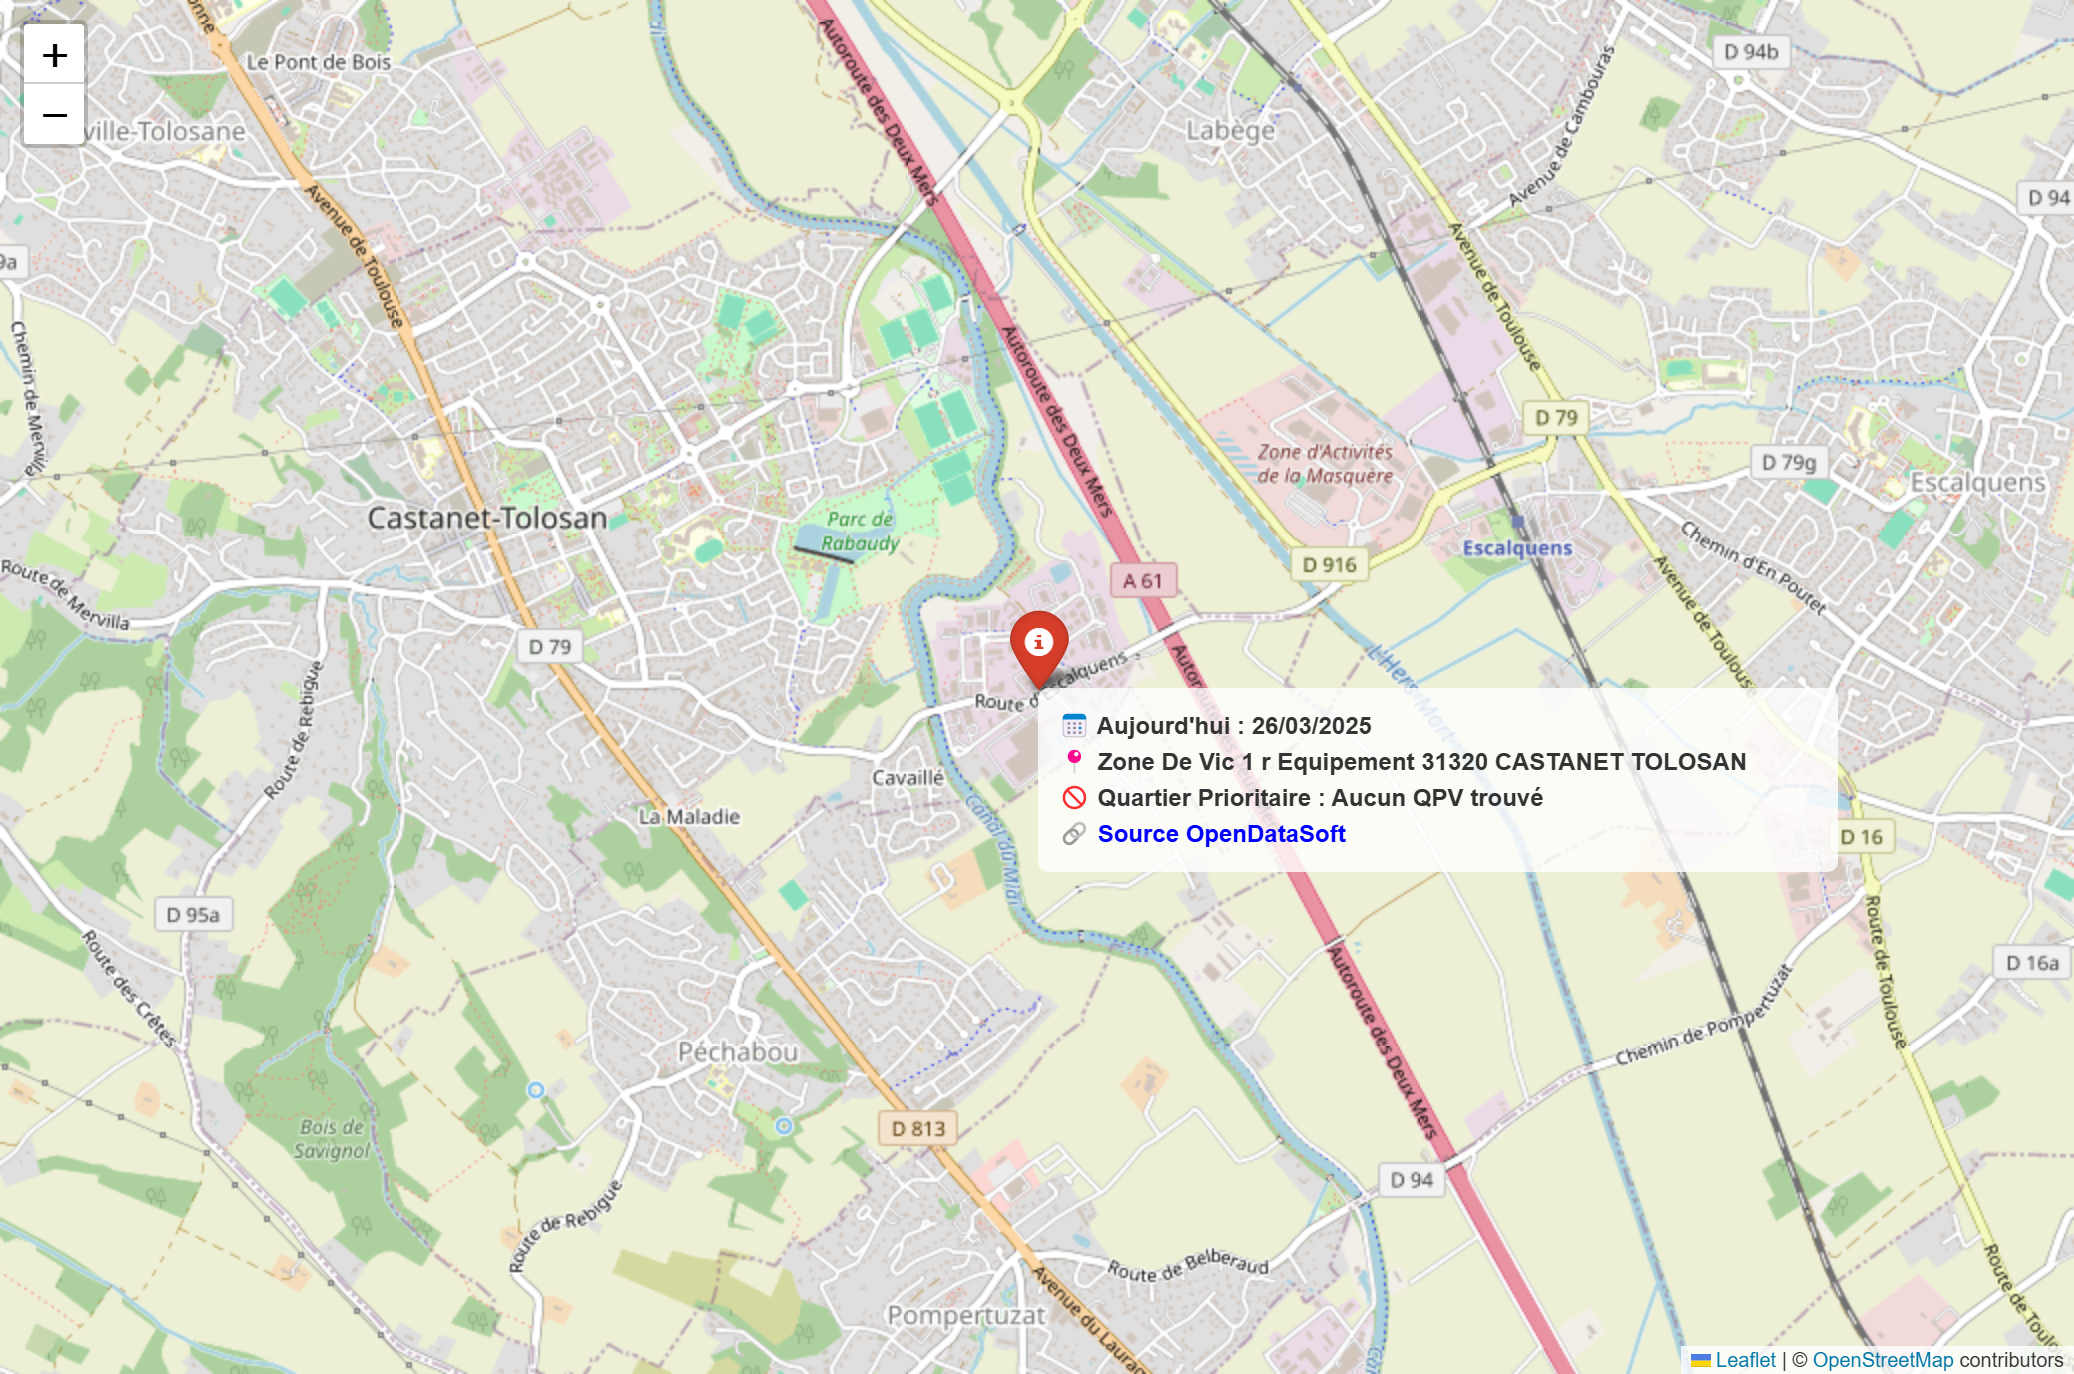 +
−
Le Pont de Bois
ville-Tolosane
Avenue de Toulouse
Autoroute des Deux Mers
Labège
Avenue de Cambouras
D 94b
D 94
9a
Chemin de Mervilla
Avenue de Toulouse
Autoroute des Deux Mers
Zone d'Activités
de la Masquère
D 79
D 79g
Escalquens
Castanet-Tolosan
Parc de
Rabaudy
Escalquens
Chemin d'En Poutet
Route de Mervilla
D 916
A 61
Avenue de Toulouse
D 79
Route de Rebigue
L'Hers-Mort
Route d'Escalquens
Aujourd'hui : 26/03/2025
Zone De Vic 1 r Equipement 31320 CASTANET TOLOSAN
Quartier Prioritaire : Aucun QPV trouvé
Source OpenDataSoft
Cavaillé
La Maladie
Canal du Midi
D 16
D 95a
Route des Crêtes
Route de Toulouse
D 16a
Autoroute des Deux Mers
Chemin de Pompertuzat
Péchabou
Bois de
Savignol
D 813
D 94
Route de Rebigue
Route de Belberaud
Pompertuzat
Avenue du Laurag
Route de Toulo
Leaflet | © OpenStreetMap contributors